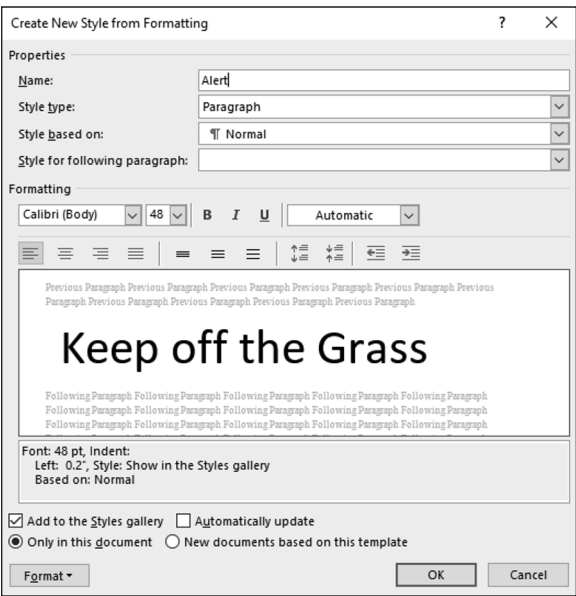 Create New Style from Formatting ?
Properties
Name: Alert
Style type: Paragraph
Style based on: ¶ Normal
Style for following paragraph:
Formatting
Calibri (Body) 48 B I U Automatic
Previous Paragraph Previous Paragraph Previous Paragraph Previous Paragraph Previous Paragraph Previous
Paragraph Previous Paragraph Previous Paragraph Previous Paragraph Previous Paragraph
Keep off the Grass
Following Paragraph Following Paragraph Following Paragraph Following Paragraph Following Paragraph
Following Paragraph Following Paragraph Following Paragraph Following Paragraph Following Paragraph
Following Paragraph Following Paragraph Following Paragraph Following Paragraph Following Paragraph
Font: 48 pt, Indent:
Left: 0.2", Style: Show in the Styles gallery
Based on: Normal
Add to the Styles gallery Automatically update
Only in this document New documents based on this template
Format OK Cancel